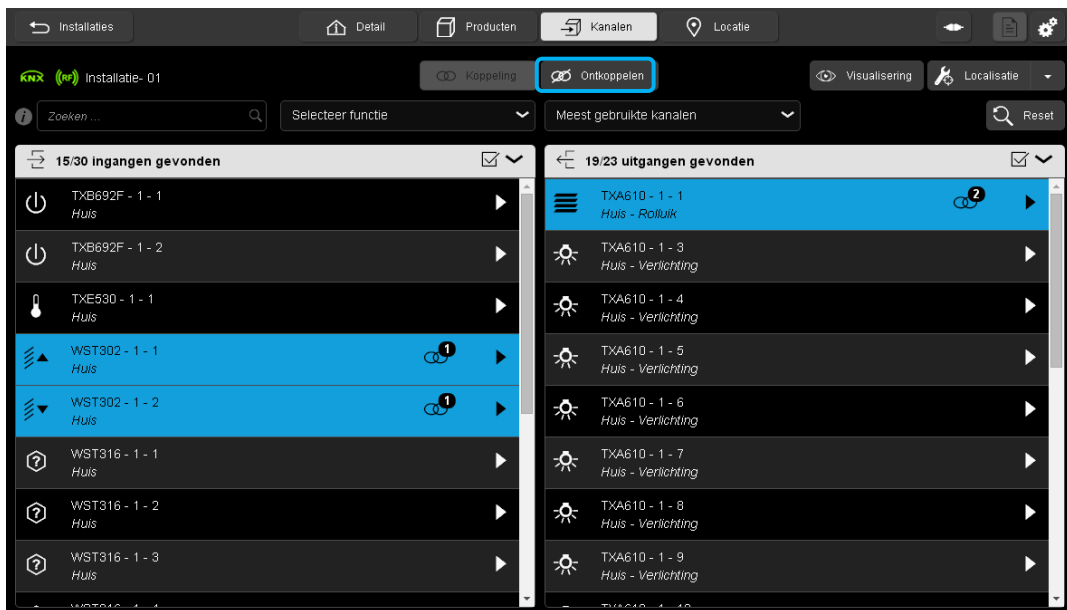 Installaties
Detail
Producten
Kanalen
Locatie
KNX ((RF)) Installatie- 01
Koppeling
Ontkoppelen
Visualisering
Localisatie
Zoeken ...
Selecteer functie
Meest gebruikte kanalen
Reset
15/30 ingangen gevonden
TXB692F - 1 - 1
Huis
TXB692F - 1 - 2
Huis
TXE530 - 1 - 1
Huis
WST302 - 1 - 1
Huis
1
WST302 - 1 - 2
Huis
1
WST316 - 1 - 1
Huis
WST316 - 1 - 2
Huis
WST316 - 1 - 3
Huis
19/23 uitgangen gevonden
TXA610 - 1 - 1
Huis - Rolluik
2
TXA610 - 1 - 3
Huis - Verlichting
TXA610 - 1 - 4
Huis - Verlichting
TXA610 - 1 - 5
Huis - Verlichting
TXA610 - 1 - 6
Huis - Verlichting
TXA610 - 1 - 7
Huis - Verlichting
TXA610 - 1 - 8
Huis - Verlichting
TXA610 - 1 - 9
Huis - Verlichting